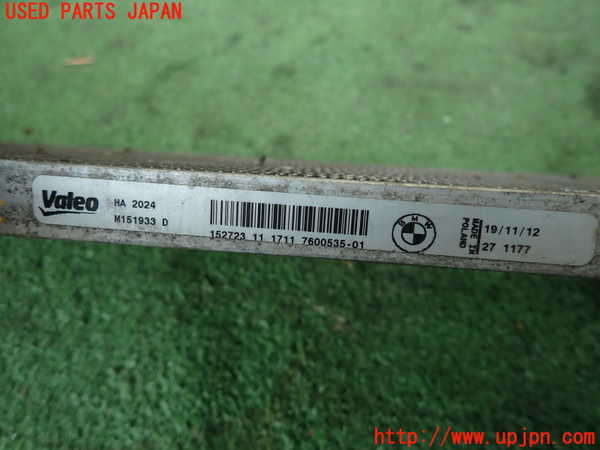 USED PARTS JAPAN
Valeo
HA 2024
M151933 D
152723 11 1711 7600535-01
BMW
MADE IN
POLAND
19/11/12
27 1177
http://www.upjpn.com/